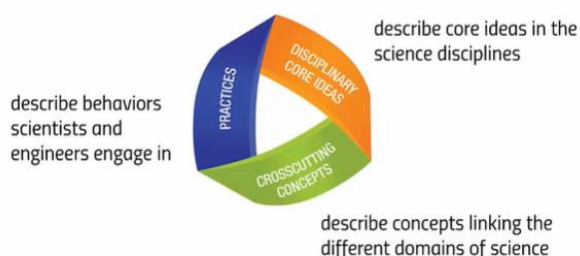 describe core ideas in the
science disciplines
DISCIPLINARY
CORE IDEAS
PRACTICES
describe behaviors
scientists and
engineers engage in
CROSSCUTTING
CONCEPTS
describe concepts linking the
different domains of science